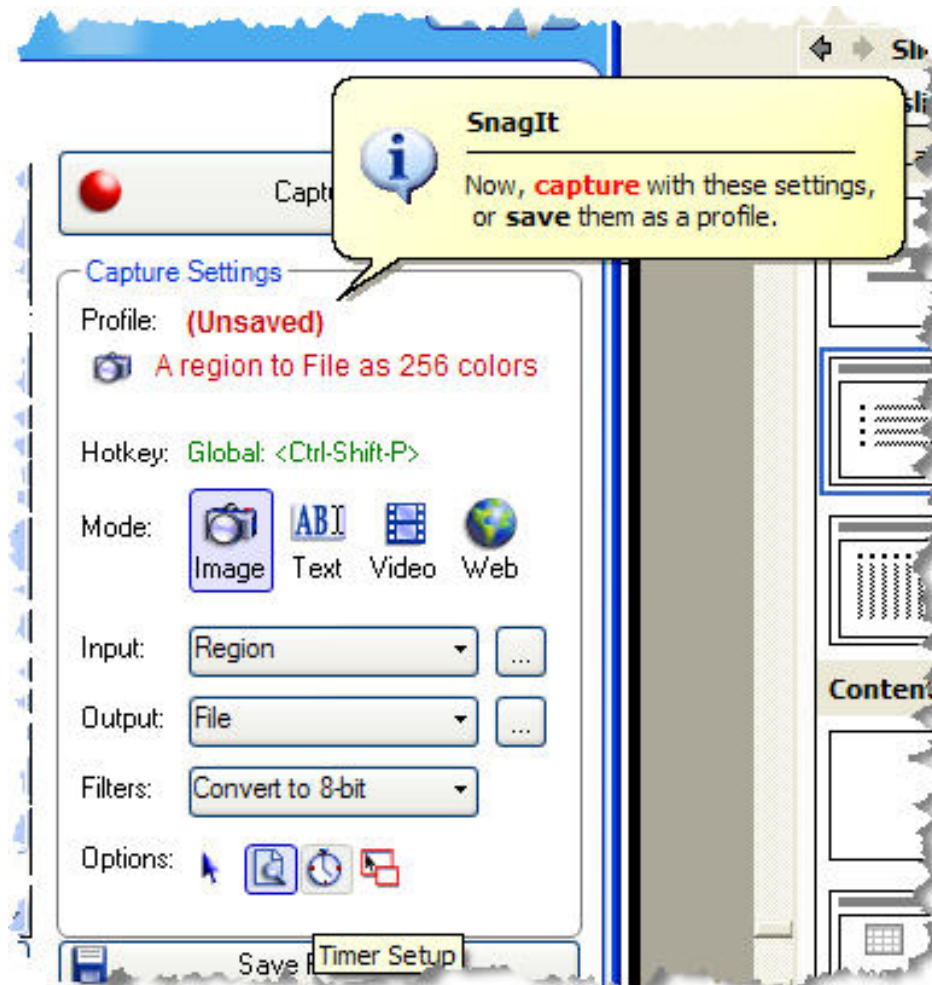 SnagIt
Now, capture with these settings,
or save them as a profile.
Capture Settings
Profile: (Unsaved)
A region to File as 256 colors
Hotkey: Global: <Ctrl-Shift-P>
Mode:
ABI
Image Text Video Web
Input: Region ...
Output: File ...
Filters: Convert to 8-bit
Options:
Save
Timer Setup